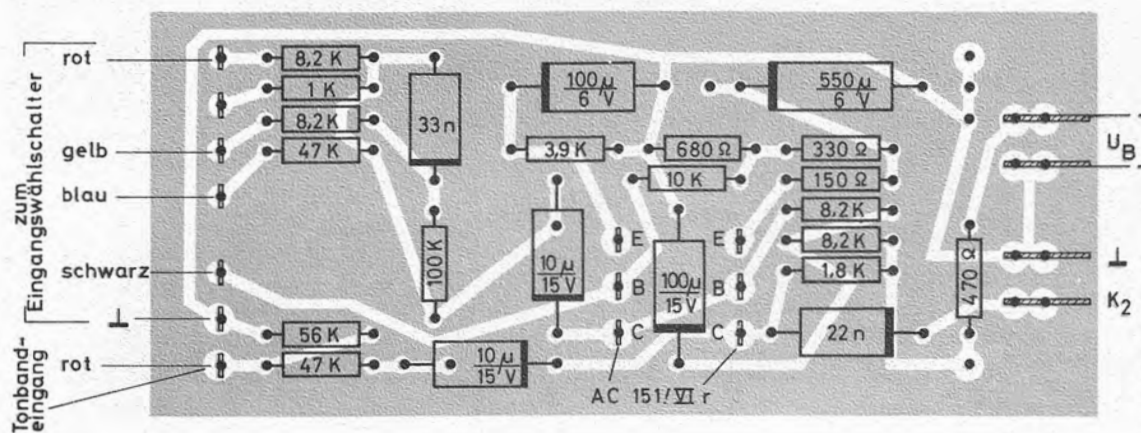 zum
Eingangswählschalter
rot
gelb
blau
schwarz
⊥
Tonband-
eingang
rot
8,2 K
1 K
8,2 K
47 K
33 n
100 K
56 K
47 K
10 µ
15/V
100 µ
6/V
3,9 K
10 µ
15/V
680 Ω
10 K
100 µ
15/V
E
B
C
E
B
C
AC 151/VI r
550 µ
6/V
330 Ω
150 Ω
8,2 K
8,2 K
1,8 K
22 n
470 Ω
-
U_B
⊥
K₂